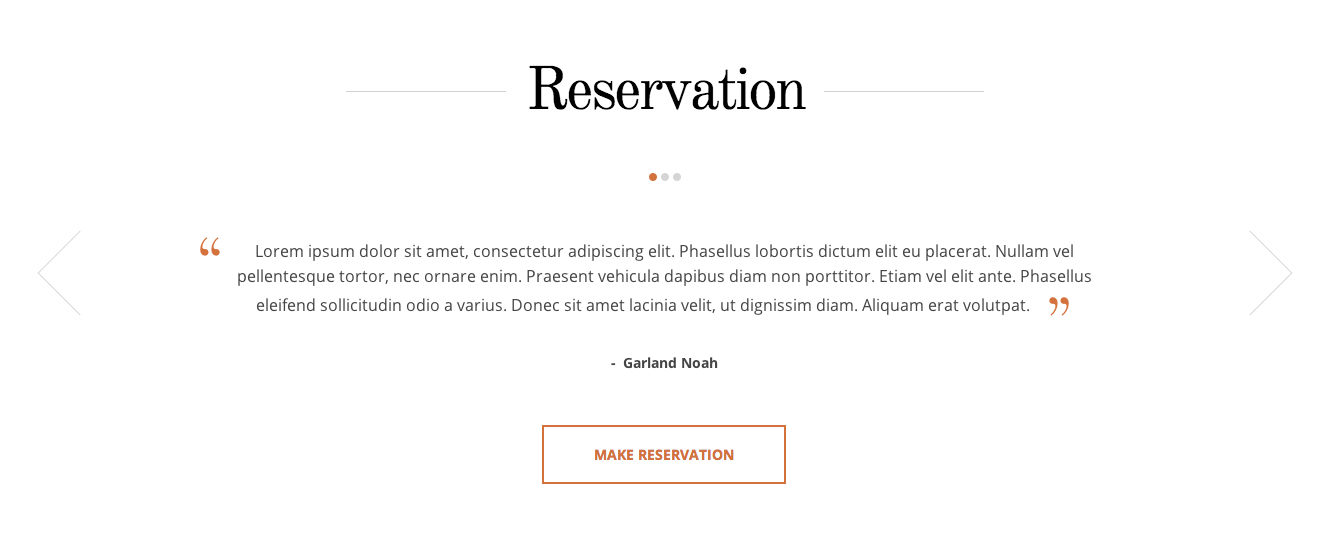 Reservation
“ Lorem ipsum dolor sit amet, consectetur adipiscing elit. Phasellus lobortis dictum elit eu placerat. Nullam vel
pellentesque tortor, nec ornare enim. Praesent vehicula dapibus diam non porttitor. Etiam vel elit ante. Phasellus
eleifend sollicitudin odio a varius. Donec sit amet lacinia velit, ut dignissim diam. Aliquam erat volutpat. ”
- Garland Noah
MAKE RESERVATION